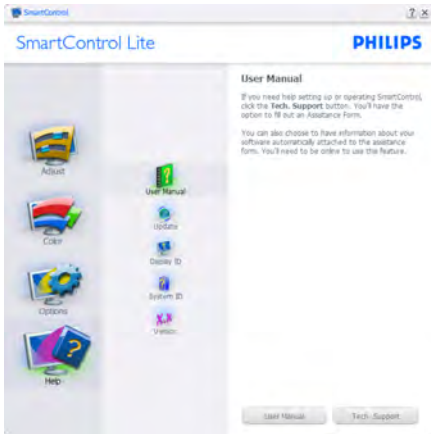 SmartControl
? X
SmartControl Lite
PHILIPS
User Manual
If you need help setting up or operating SmartControl,
click the Tech. Support button. You'll have the
option to fill out an Assistance Form.
You can also choose to have information about your
software automatically attached to the assistance
form. You'll need to be online to use the feature.
Adjust
User Manual
Update
Color
Display ID
System ID
Options
Version
Help
User Manual
Tech. Support